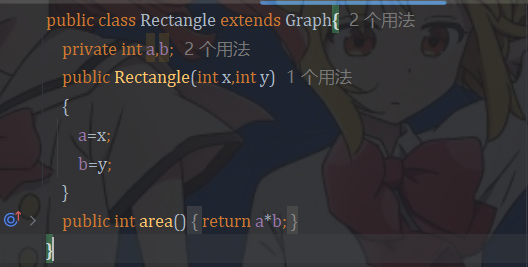 public class Rectangle extends Graph{ 2 个用法
private int a,b; 2 个用法
public Rectangle(int x,int y) 1 个用法
{
a=x;
b=y;
}
public int area() { return a*b; }
}